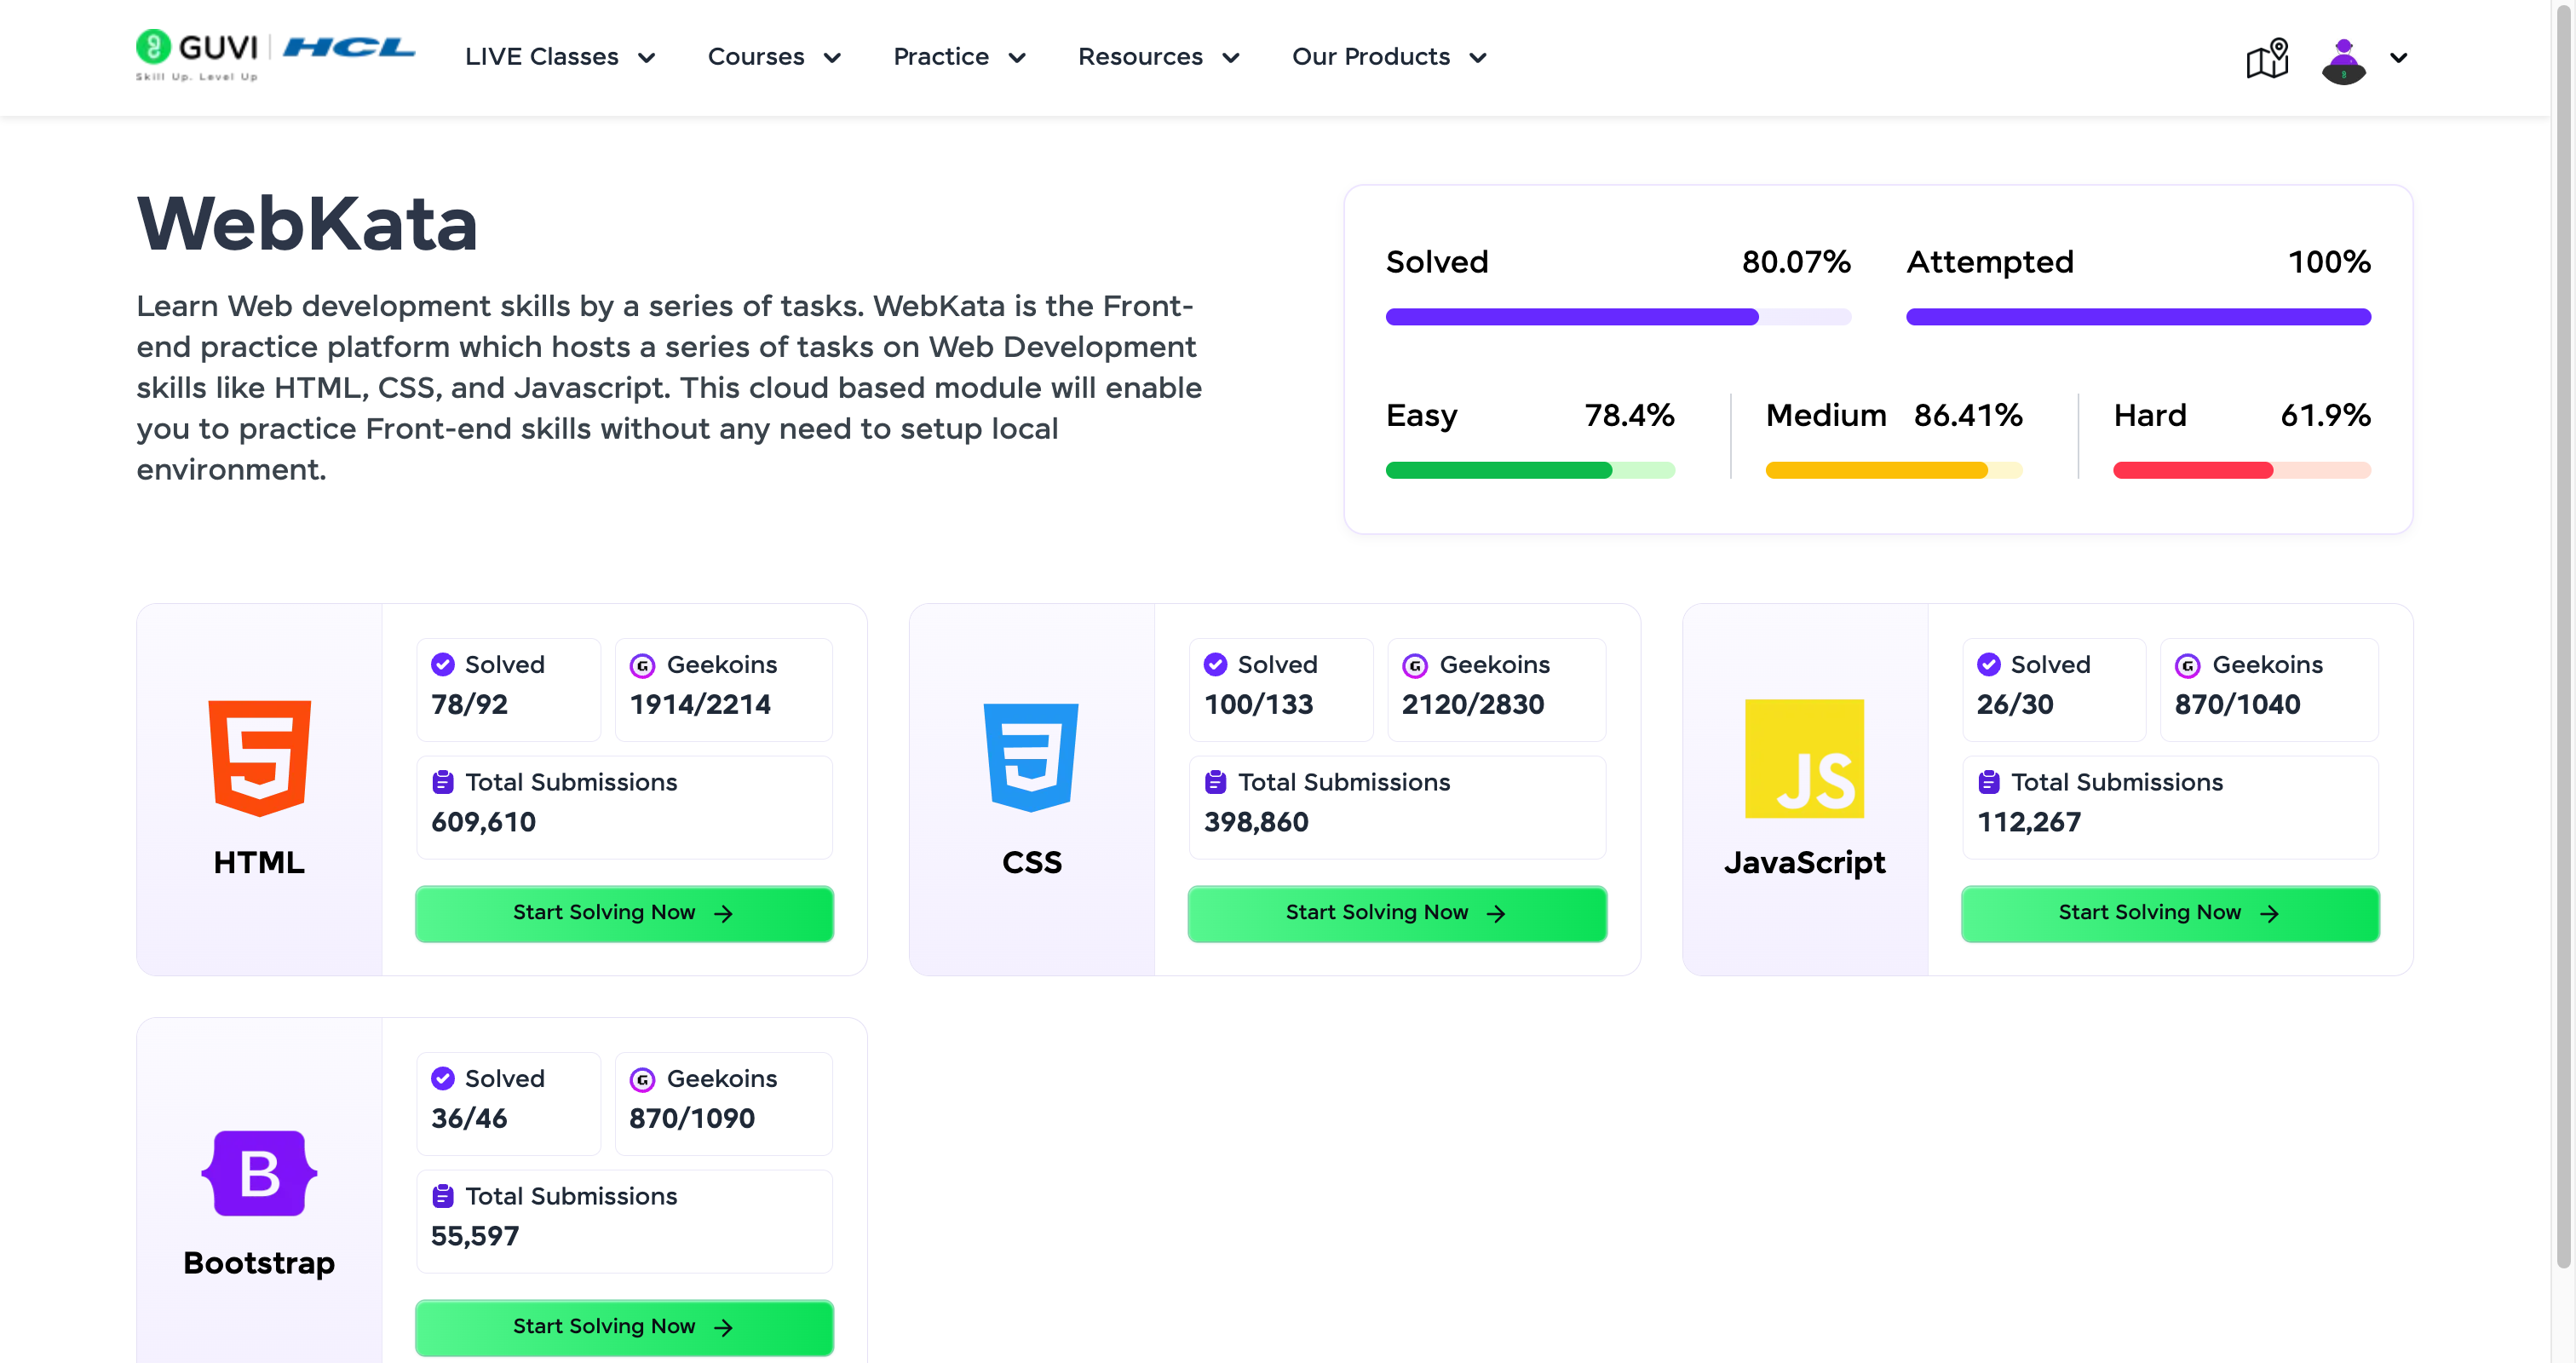 GUVI | HCL
Skill Up. Level Up
LIVE Classes
Courses
Practice
Resources
Our Products
WebKata
Learn Web development skills by a series of tasks. WebKata is the Front-
end practice platform which hosts a series of tasks on Web Development
skills like HTML, CSS, and Javascript. This cloud based module will enable
you to practice Front-end skills without any need to setup local
environment.
Solved 80.07%
Attempted 100%
Easy 78.4%
Medium 86.41%
Hard 61.9%
HTML
Solved
78/92
Geekoins
1914/2214
Total Submissions
609,610
Start Solving Now
CSS
Solved
100/133
Geekoins
2120/2830
Total Submissions
398,860
Start Solving Now
JS
JavaScript
Solved
26/30
Geekoins
870/1040
Total Submissions
112,267
Start Solving Now
B
Bootstrap
Solved
36/46
Geekoins
870/1090
Total Submissions
55,597
Start Solving Now